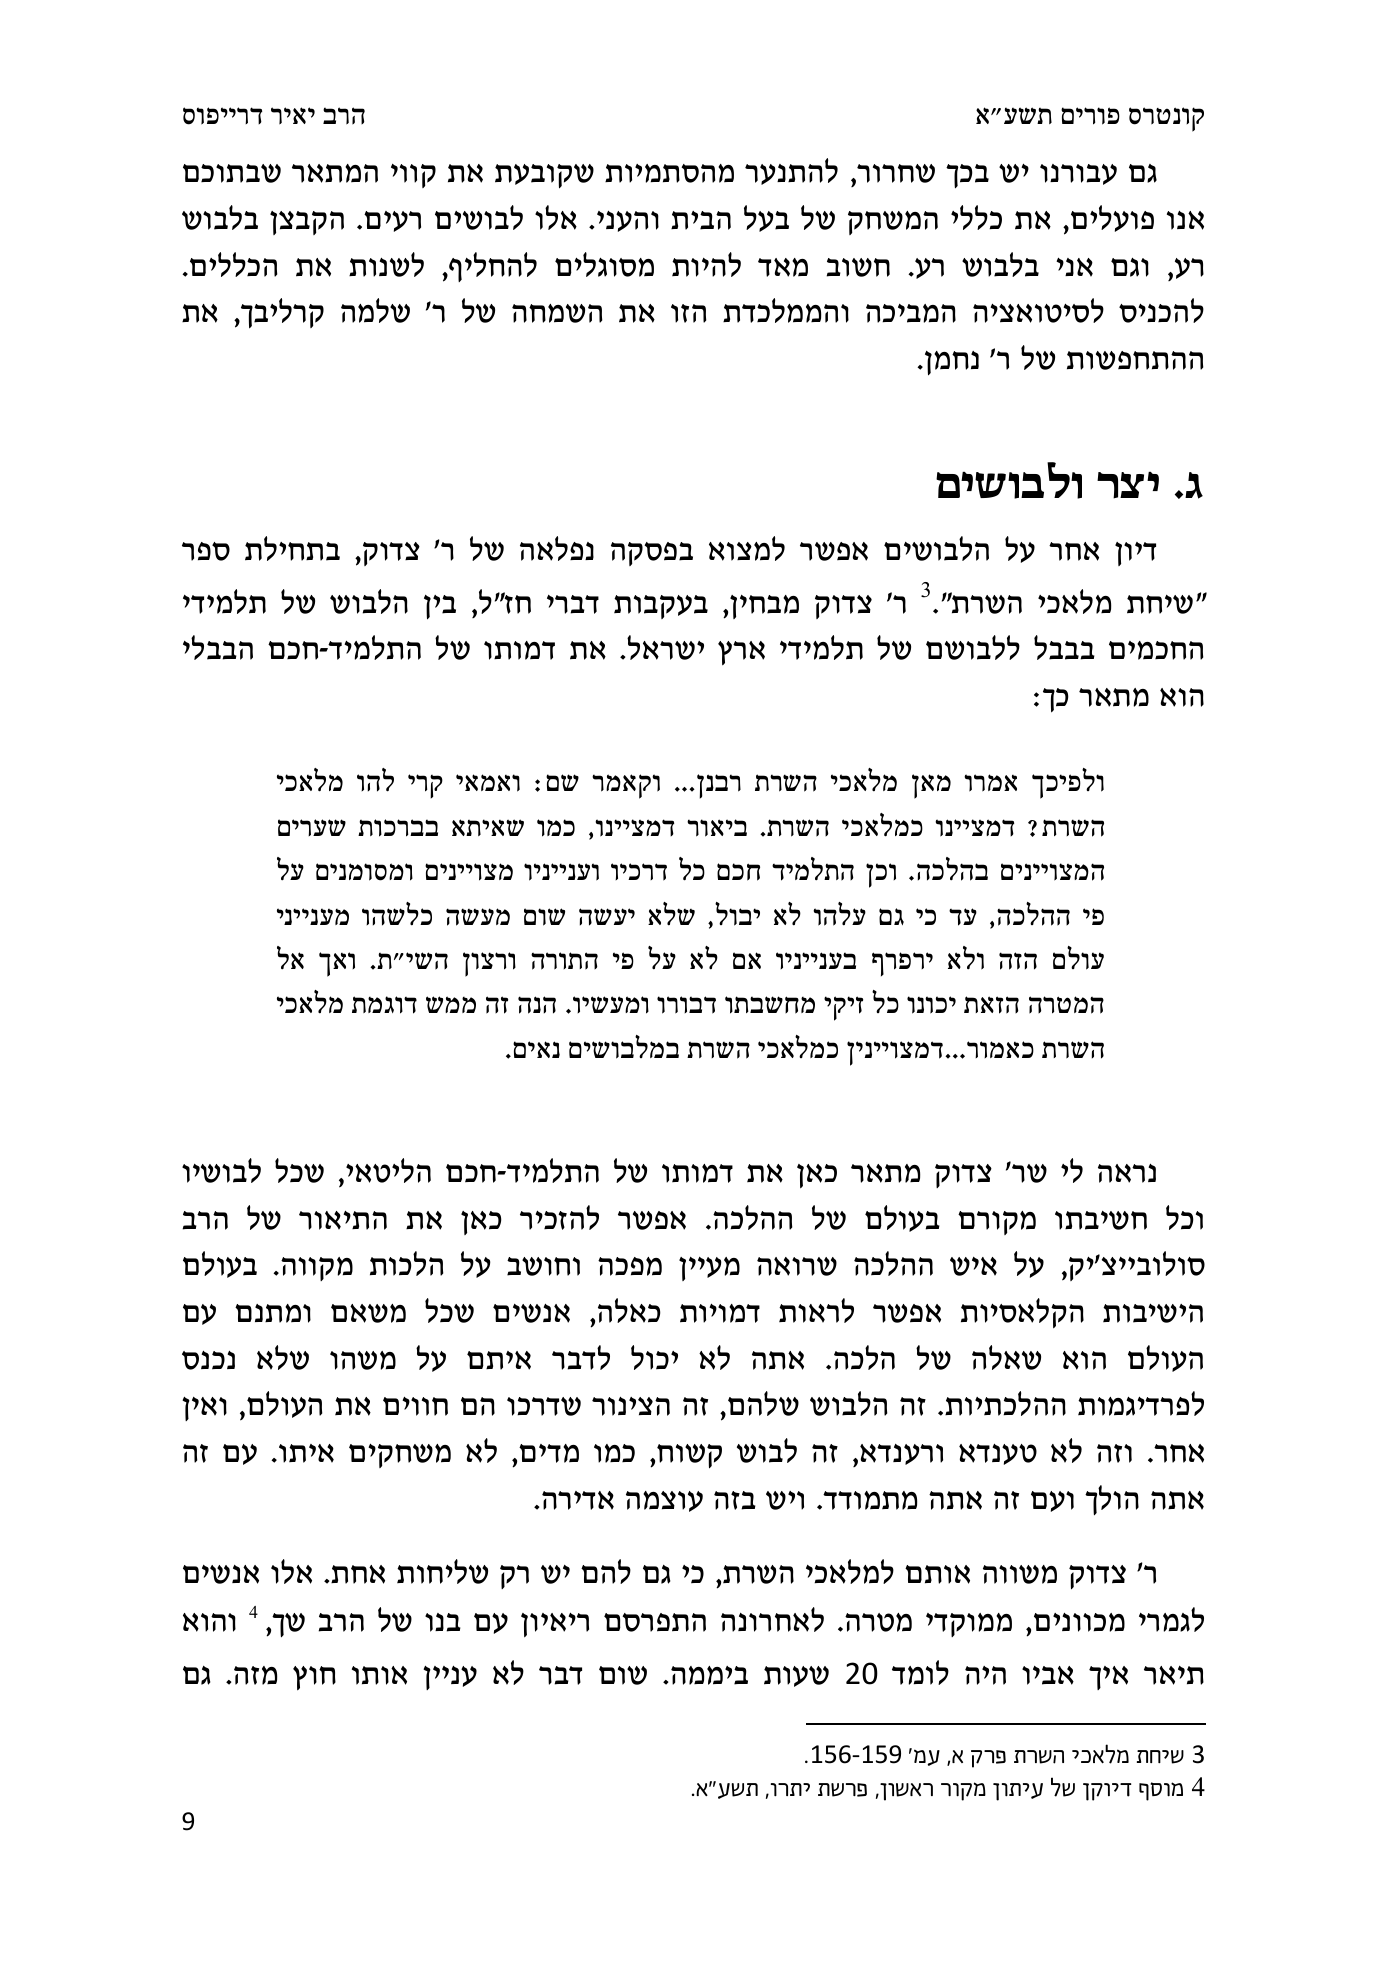 קונטרס פורים תשע״א הרב יאיר דרייפוס
גם עבורנו יש בכך שחרור, להתנער מהסתמיות שקובעת את קווי המתאר שבתוכם
אנו פועלים, את כללי המשחק של בעל הבית והעני. אלו לבושים רעים. הקבצן בלבוש
רע, וגם אני בלבוש רע. חשוב מאד להיות מסוגלים להחליף, לשנות את הכללים.
להכניס לסיטואציה המביכה והממלכדת הזו את השמחה של ר׳ שלמה קרליבך, את
ההתחפשות של ר׳ נחמן.
ג. יצר ולבושים
דיון אחר על הלבושים אפשר למצוא בפסקה נפלאה של ר׳ צדוק, בתחילת ספר
״שיחת מלאכי השרת״.3 ר׳ צדוק מבחין, בעקבות דברי חז״ל, בין הלבוש של תלמידי
החכמים בבבל ללבושם של תלמידי ארץ ישראל. את דמותו של התלמיד-חכם הבבלי
הוא מתאר כך:
ולפיכך אמרו מאן מלאכי השרת רבנן... וקאמר שם: ואמאי קרי להו מלאכי
השרת? דמציינו כמלאכי השרת. ביאור דמציינו, כמו שאיתא בברכות שערים
המצויינים בהלכה. וכן התלמיד חכם כל דרכיו וענייניו מצויינים ומסומנים על
פי ההלכה, עד כי גם עלהו לא יבול, שלא יעשה שום מעשה כלשהו מענייני
עולם הזה ולא ירפרף בענייניו אם לא על פי התורה ורצון השי״ת. ואך אל
המטרה הזאת יכונו כל זיקי מחשבתו דבורו ומעשיו. הנה זה ממש דוגמת מלאכי
השרת כאמור...דמצויינין כמלאכי השרת במלבושים נאים.
נראה לי שר׳ צדוק מתאר כאן את דמותו של התלמיד-חכם הליטאי, שכל לבושיו
וכל חשיבתו מקורם בעולם של ההלכה. אפשר להזכיר כאן את התיאור של הרב
סולובייצ׳יק, על איש ההלכה שרואה מעיין מפכה וחושב על הלכות מקווה. בעולם
הישיבות הקלאסיות אפשר לראות דמויות כאלה, אנשים שכל משאם ומתנם עם
העולם הוא שאלה של הלכה. אתה לא יכול לדבר איתם על משהו שלא נכנס
לפרדיגמות ההלכתיות. זה הלבוש שלהם, זה הצינור שדרכו הם חווים את העולם, ואין
אחר. וזה לא טענדא ורענדא, זה לבוש קשוח, כמו מדים, לא משחקים איתו. עם זה
אתה הולך ועם זה אתה מתמודד. ויש בזה עוצמה אדירה.
ר׳ צדוק משווה אותם למלאכי השרת, כי גם להם יש רק שליחות אחת. אלו אנשים
לגמרי מכוונים, ממוקדי מטרה. לאחרונה התפרסם ריאיון עם בנו של הרב שך,4 והוא
תיאר איך אביו היה לומד 20 שעות ביממה. שום דבר לא עניין אותו חוץ מזה. גם
3 שיחת מלאכי השרת פרק א, עמ׳ 156-159.
4 מוסף דיוקן של עיתון מקור ראשון, פרשת יתרו, תשע״א.
9